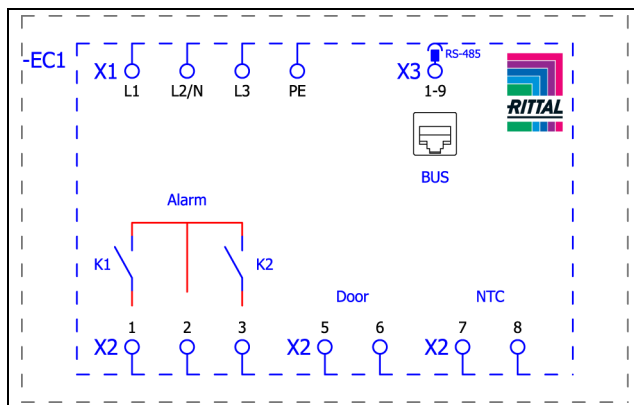 -EC1
X1
L1
L2/N
L3
PE
X3
RS-485
1-9
RITTAL
BUS
Alarm
K1
K2
Door
NTC
X2
1
2
3
X2
5
6
X2
7
8